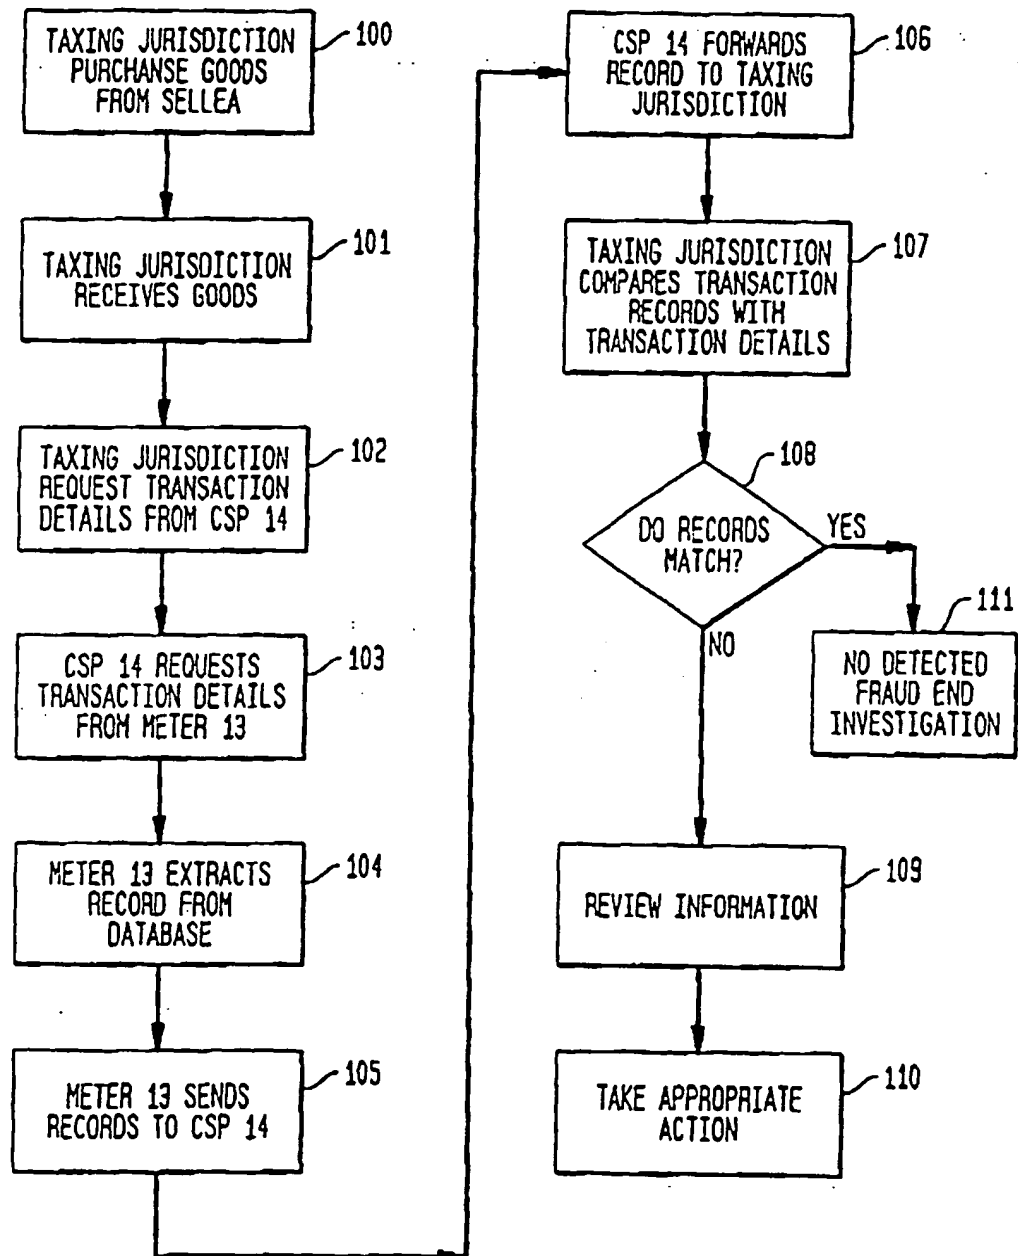 TAXING JURISDICTION
PURCHANSE GOODS
FROM SELLEA
100
TAXING JURISDICTION
RECEIVES GOODS
101
TAXING JURISDICTION
REQUEST TRANSACTION
DETAILS FROM CSP 14
102
CSP 14 REQUESTS
TRANSACTION DETAILS
FROM METER 13
103
METER 13 EXTRACTS
RECORD FROM
DATABASE
104
METER 13 SENDS
RECORDS TO CSP 14
105
CSP 14 FORWARDS
RECORD TO TAXING
JURISDICTION
106
TAXING JURISDICTION
COMPARES TRANSACTION
RECORDS WITH
TRANSACTION DETAILS
107
DO RECORDS
MATCH?
108
YES
NO
NO DETECTED
FRAUD END
INVESTIGATION
111
REVIEW INFORMATION
109
TAKE APPROPRIATE
ACTION
110